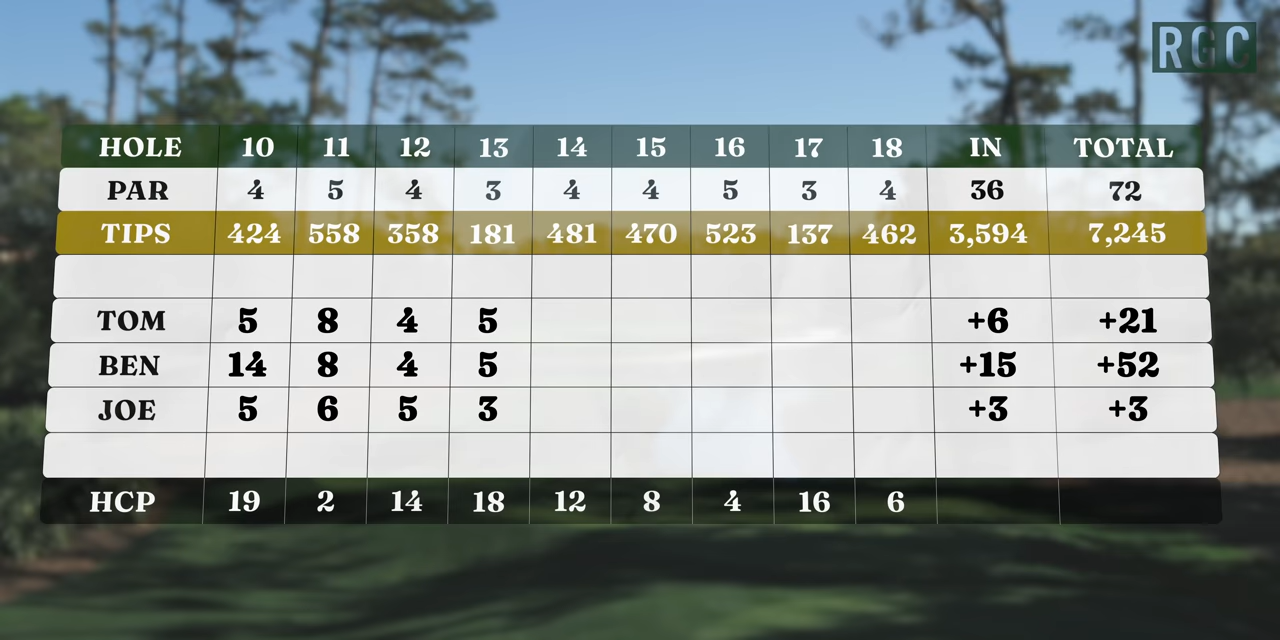 RGC
HOLE 10 11 12 13 14 15 16 17 18 IN TOTAL
PAR 4 5 4 3 4 4 5 3 4 36 72
TIPS 424 558 358 181 481 470 523 137 462 3,594 7,245
TOM 5 8 4 5 +6 +21
BEN 14 8 4 5 +15 +52
JOE 5 6 5 3 +3 +3
HCP 19 2 14 18 12 8 4 16 6